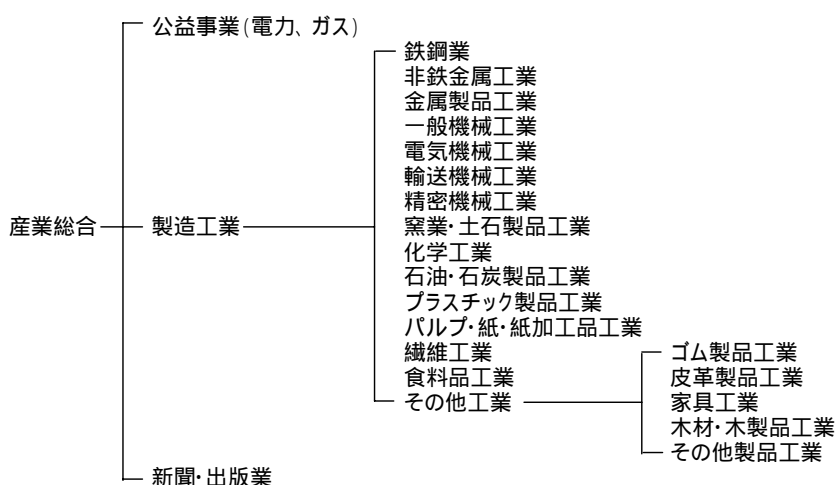 公益事業(電力、ガス)
鉄鋼業
非鉄金属工業
金属製品工業
一般機械工業
電気機械工業
輸送機械工業
精密機械工業
産業総合
製造工業
窯業・土石製品工業
化学工業
石油・石炭製品工業
プラスチック製品工業
パルプ・紙・紙加工品工業
繊維工業
食料品工業
その他工業
ゴム製品工業
皮革製品工業
家具工業
木材・木製品工業
その他製品工業
新聞・出版業